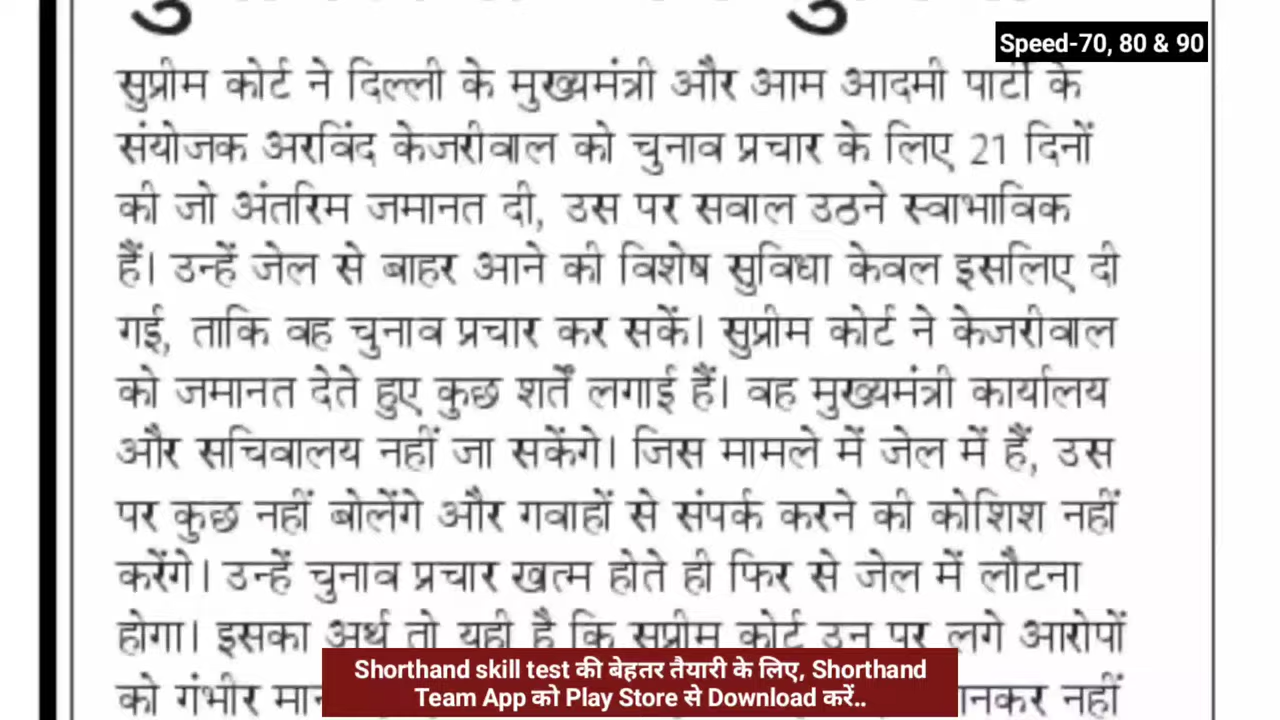 Speed-70, 80 & 90
सुप्रीम कोर्ट ने दिल्ली के मुख्यमंत्री और आम आदमी पार्टी के
संयोजक अरविंद केजरीवाल को चुनाव प्रचार के लिए 21 दिनों
की जो अंतरिम जमानत दी, उस पर सवाल उठने स्वाभाविक
हैं। उन्हें जेल से बाहर आने की विशेष सुविधा केवल इसलिए दी
गई, ताकि वह चुनाव प्रचार कर सकें। सुप्रीम कोर्ट ने केजरीवाल
को जमानत देते हुए कुछ शर्तें लगाई हैं। वह मुख्यमंत्री कार्यालय
और सचिवालय नहीं जा सकेंगे। जिस मामले में जेल में हैं, उस
पर कुछ नहीं बोलेंगे और गवाहों से संपर्क करने की कोशिश नहीं
करेंगे। उन्हें चुनाव प्रचार खत्म होते ही फिर से जेल में लौटना
होगा। इसका अर्थ तो यही है कि सुप्रीम कोर्ट उन पर लगे आरोपों
को गंभीर नहीं
Shorthand skill test की बेहतर तैयारी के लिए, Shorthand
Team App को Play Store से Download करें..